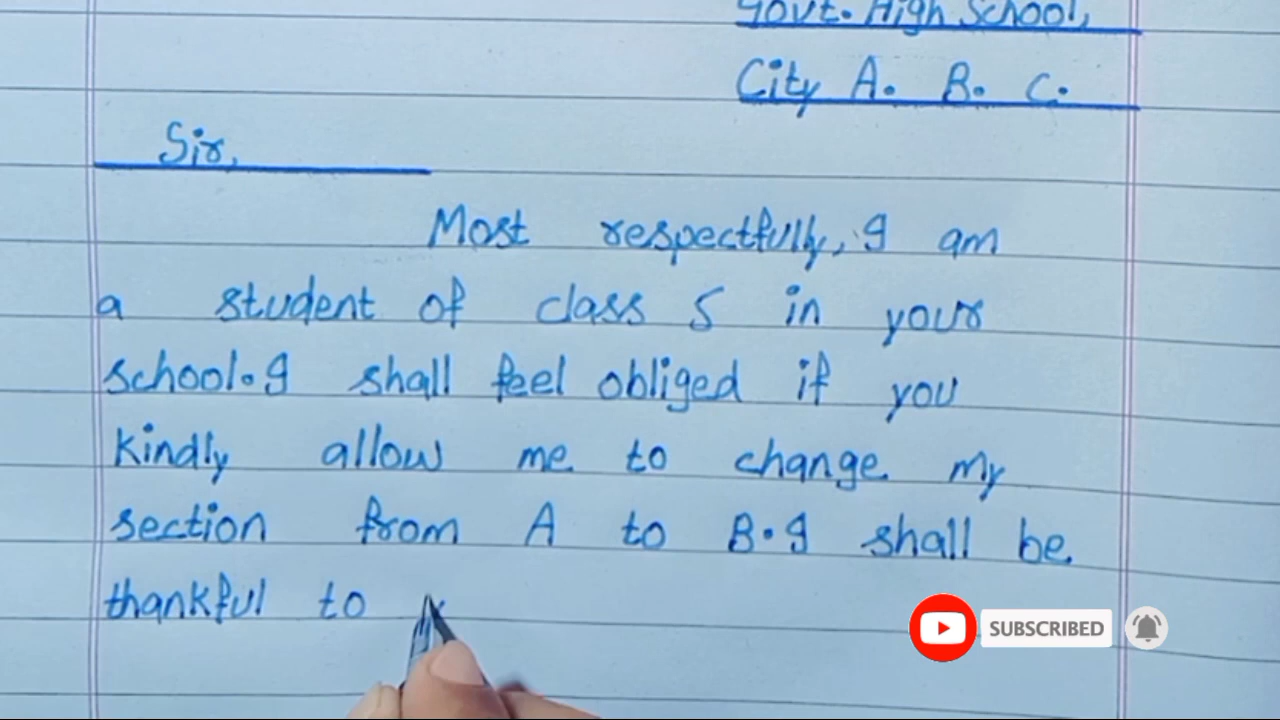 Govt. High School,
City A. B. C.
Sir,
Most respectfully, I am
a student of class 5 in your
school. I shall feel obliged if you
kindly allow me to change my
section from A to B. I shall be
thankful to
SUBSCRIBED